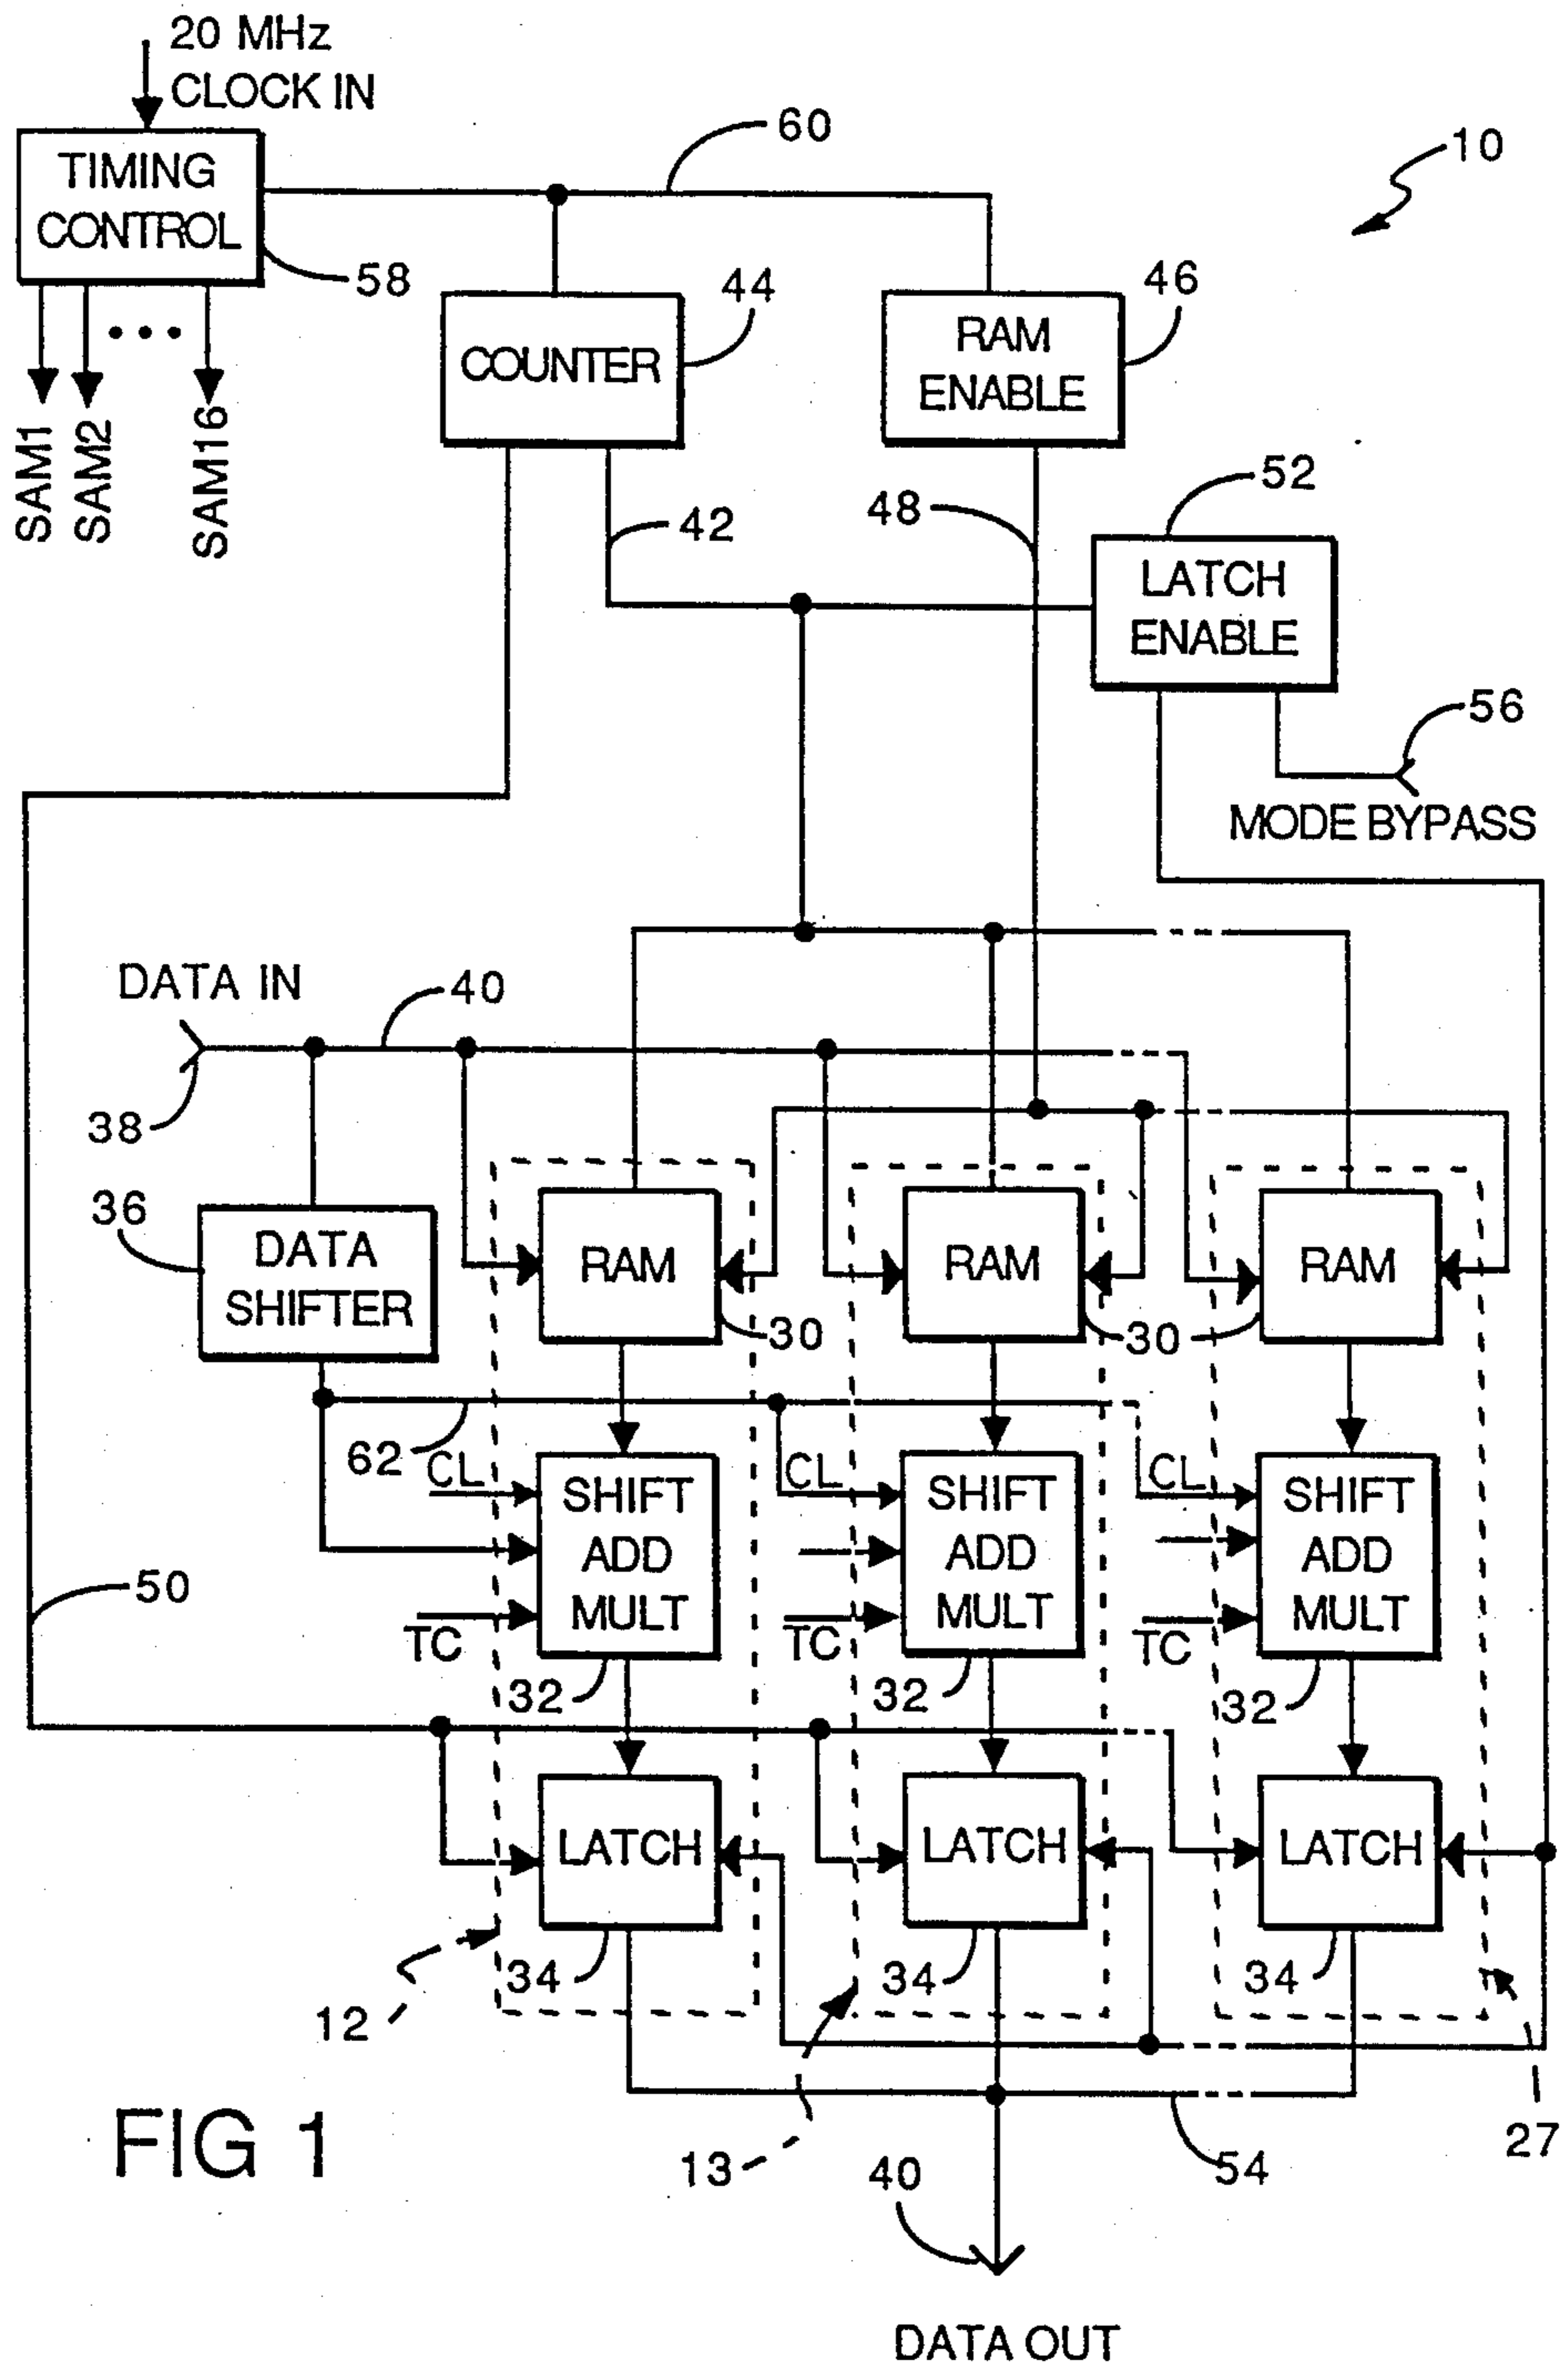 20 MHz
CLOCK IN
60
10
TIMING
CONTROL
58
44
46
COUNTER
RAM
ENABLE
SAM1
SAM2
SAM16
42
48
52
LATCH
ENABLE
56
MODE BYPASS
DATA IN
40
38
36
DATA
SHIFTER
RAM
RAM
RAM
30
30
62
CL
CL
CL
SHIFT
ADD
MULT
SHIFT
ADD
MULT
SHIFT
ADD
MULT
50
TC
TC
TC
32
32
32
LATCH
LATCH
LATCH
34
34
34
12
13
27
54
40
FIG 1
DATA OUT